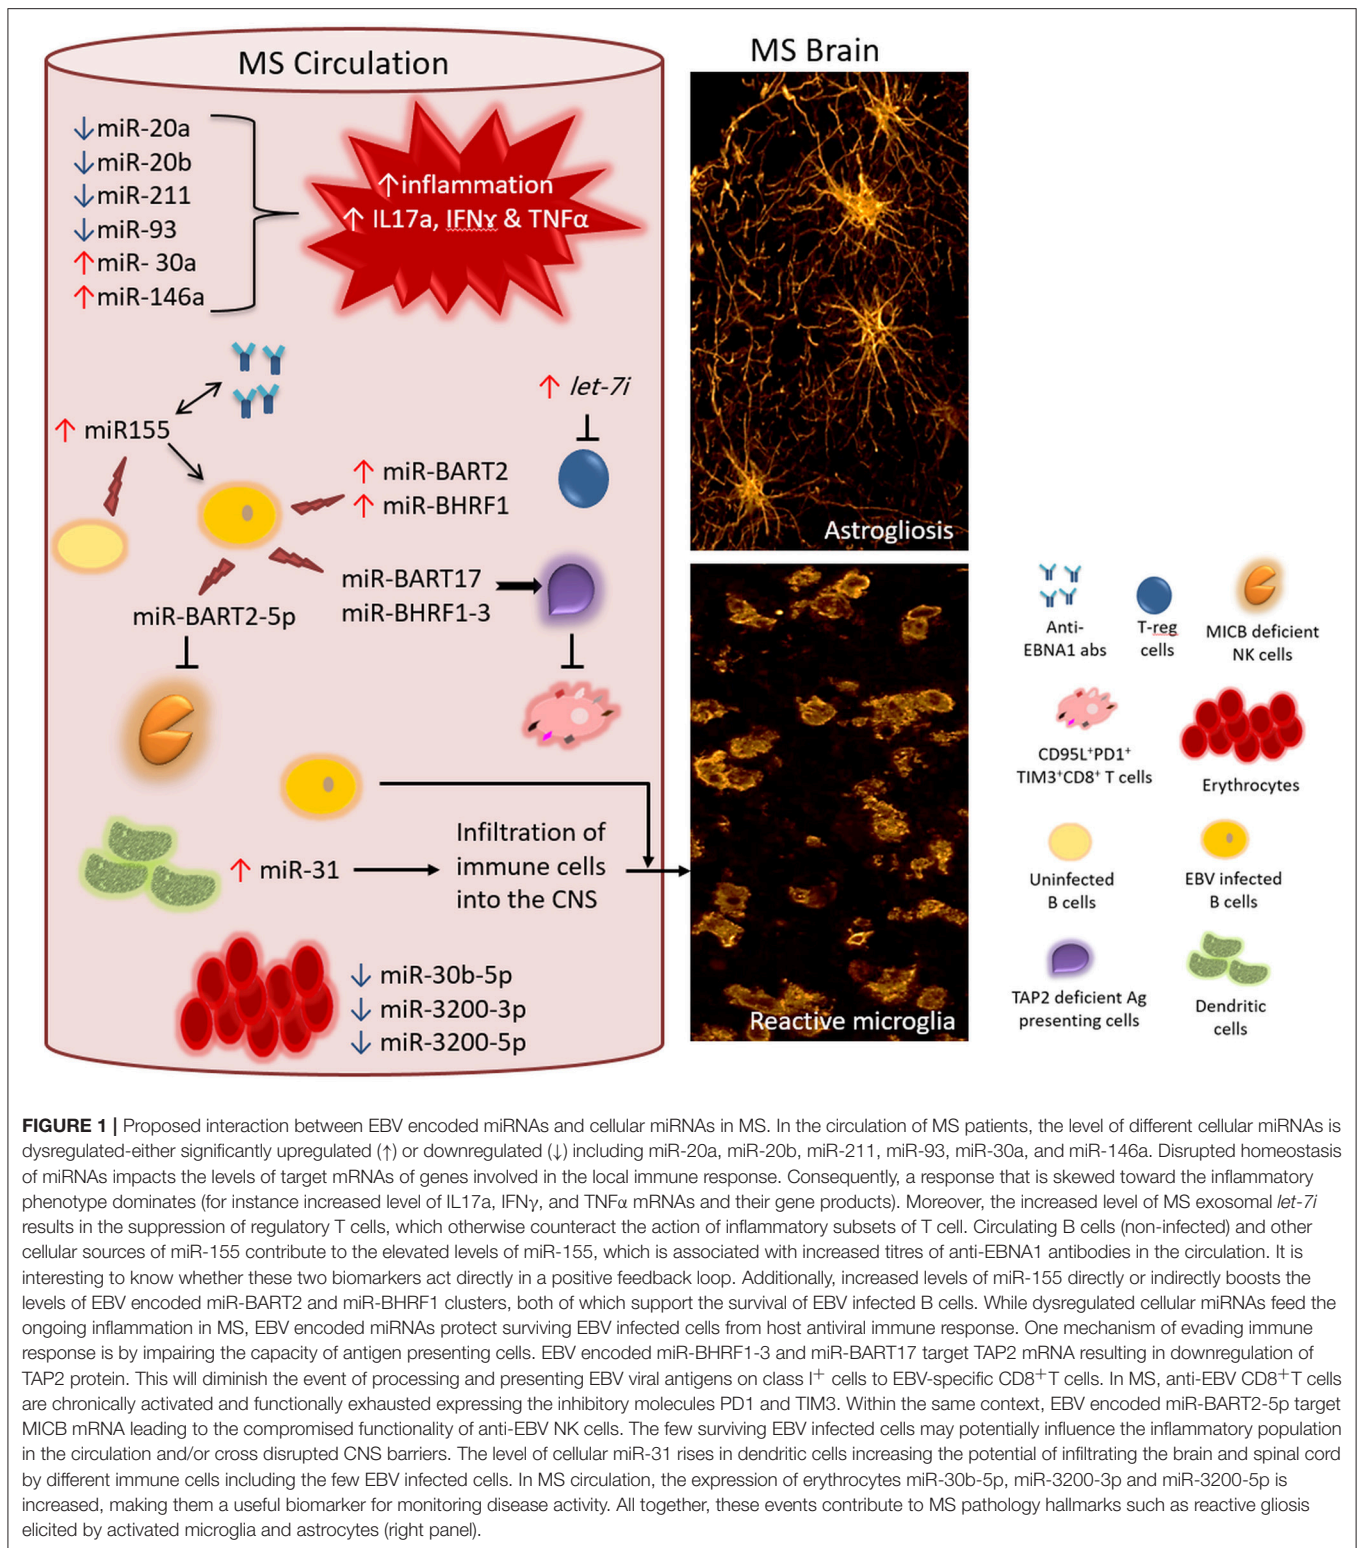 MS Circulation
↓miR-20a
↓miR-20b
↓miR-211
↓miR-93
↑miR- 30a
↑miR-146a
↑inflammation
↑ IL17a, IFNɤ & TNFα
↑ miR155
↑ let-7i
↑ miR-BART2
↑ miR-BHRF1
miR-BART17
miR-BHRF1-3
miR-BART2-5p
↑ miR-31
Infiltration of
immune cells
into the CNS
↓ miR-30b-5p
↓ miR-3200-3p
↓ miR-3200-5p
MS Brain
Astrogliosis
Reactive microglia
Anti-
EBNA1 abs
T-reg
cells
MICB deficient
NK cells
CD95L⁺PD1⁺
TIM3⁺CD8⁺ T cells
Erythrocytes
Uninfected
B cells
EBV infected
B cells
TAP2 deficient Ag
presenting cells
Dendritic
cells
FIGURE 1 | Proposed interaction between EBV encoded miRNAs and cellular miRNAs in MS. In the circulation of MS patients, the level of different cellular miRNAs is
dysregulated-either significantly upregulated (↑) or downregulated (↓) including miR-20a, miR-20b, miR-211, miR-93, miR-30a, and miR-146a. Disrupted homeostasis
of miRNAs impacts the levels of target mRNAs of genes involved in the local immune response. Consequently, a response that is skewed toward the inflammatory
phenotype dominates (for instance increased level of IL17a, IFNγ, and TNFα mRNAs and their gene products). Moreover, the increased level of MS exosomal let-7i
results in the suppression of regulatory T cells, which otherwise counteract the action of inflammatory subsets of T cell. Circulating B cells (non-infected) and other
cellular sources of miR-155 contribute to the elevated levels of miR-155, which is associated with increased titres of anti-EBNA1 antibodies in the circulation. It is
interesting to know whether these two biomarkers act directly in a positive feedback loop. Additionally, increased levels of miR-155 directly or indirectly boosts the
levels of EBV encoded miR-BART2 and miR-BHRF1 clusters, both of which support the survival of EBV infected B cells. While dysregulated cellular miRNAs feed the
ongoing inflammation in MS, EBV encoded miRNAs protect surviving EBV infected cells from host antiviral immune response. One mechanism of evading immune
response is by impairing the capacity of antigen presenting cells. EBV encoded miR-BHRF1-3 and miR-BART17 target TAP2 mRNA resulting in downregulation of
TAP2 protein. This will diminish the event of processing and presenting EBV viral antigens on class I⁺ cells to EBV-specific CD8⁺T cells. In MS, anti-EBV CD8⁺T cells
are chronically activated and functionally exhausted expressing the inhibitory molecules PD1 and TIM3. Within the same context, EBV encoded miR-BART2-5p target
MICB mRNA leading to the compromised functionality of anti-EBV NK cells. The few surviving EBV infected cells may potentially influence the inflammatory population
in the circulation and/or cross disrupted CNS barriers. The level of cellular miR-31 rises in dendritic cells increasing the potential of infiltrating the brain and spinal cord
by different immune cells including the few EBV infected cells. In MS circulation, the expression of erythrocytes miR-30b-5p, miR-3200-3p and miR-3200-5p is
increased, making them a useful biomarker for monitoring disease activity. All together, these events contribute to MS pathology hallmarks such as reactive gliosis
elicited by activated microglia and astrocytes (right panel).